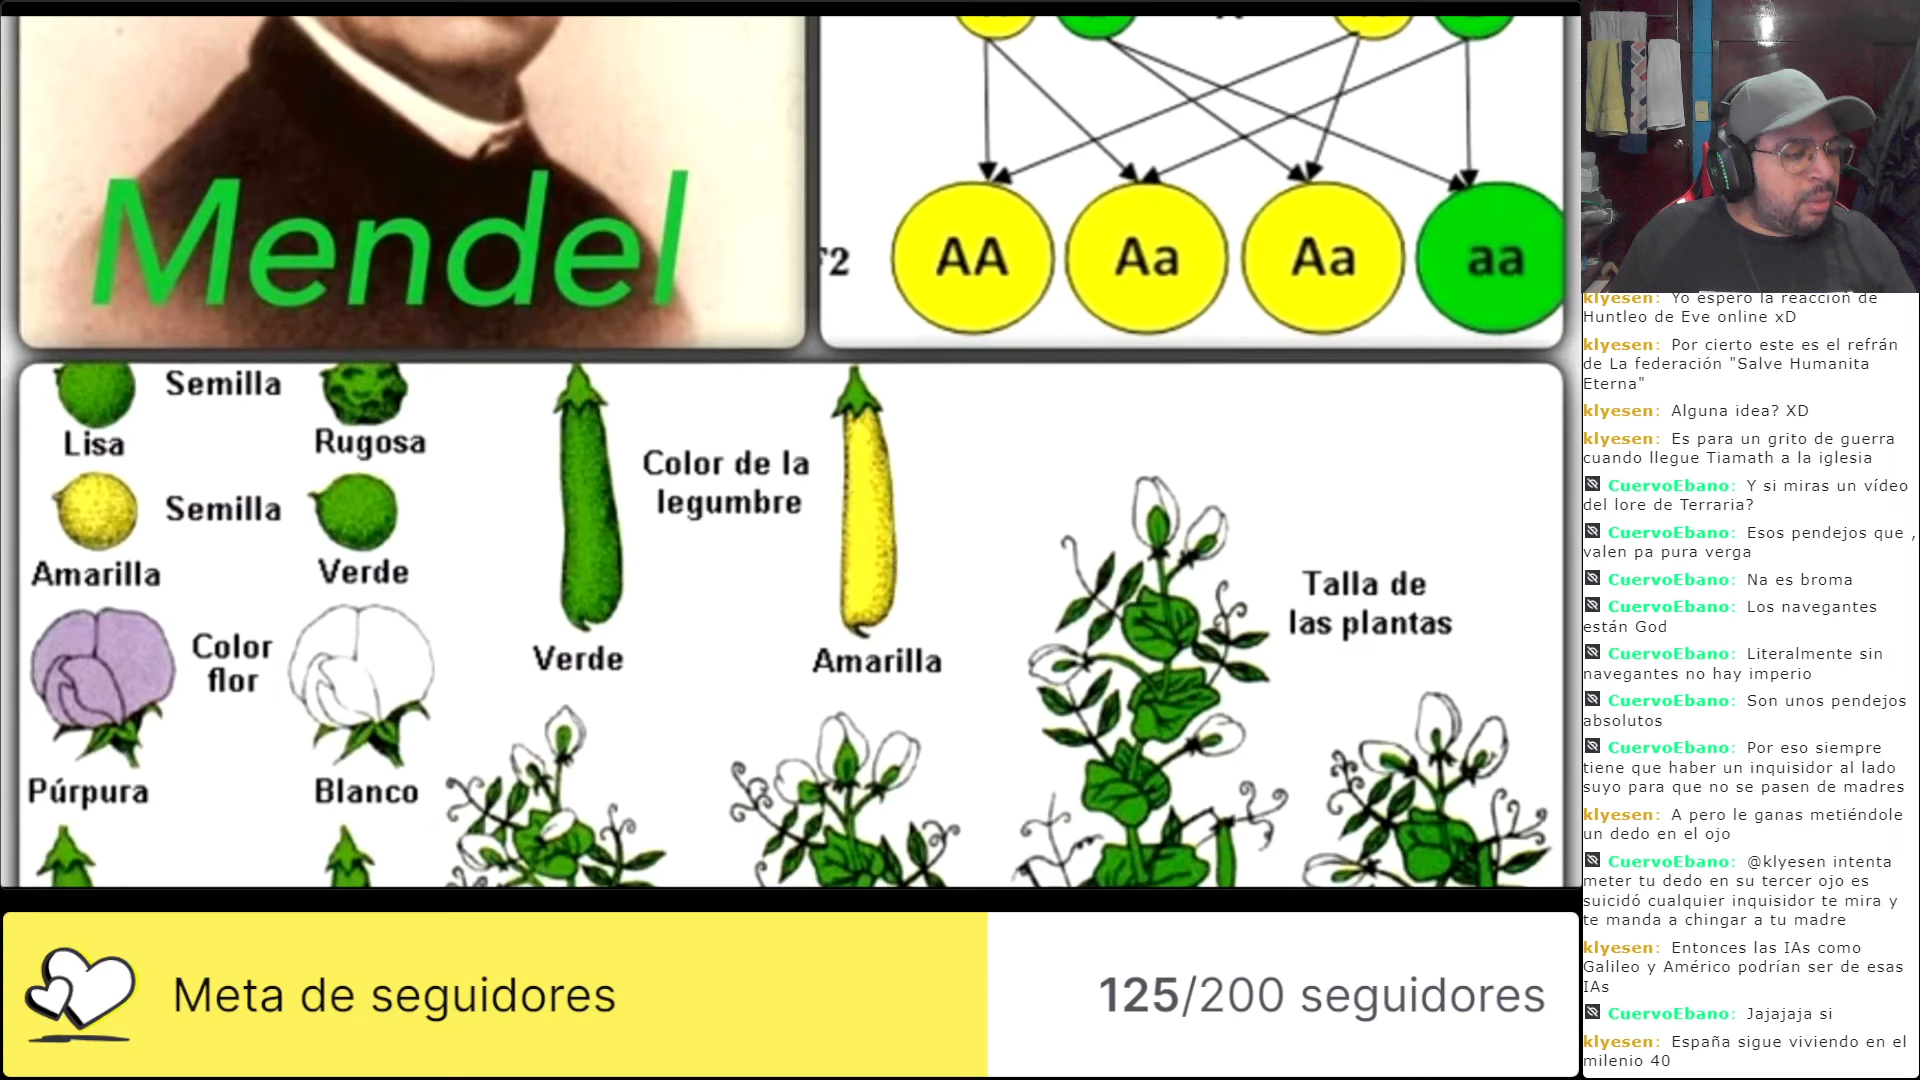 Mendel
F2
AA
Aa
Aa
aa
Semilla
Lisa
Rugosa
Semilla
Amarilla
Verde
Color
flor
Púrpura
Blanco
Color de la
legumbre
Verde
Amarilla
Talla de
las plantas
Meta de seguidores
125/200 seguidores
klyesen: Yo espero la reacción de
Huntleo de Eve online xD
klyesen: Por cierto este es el refrán
de La federación "Salve Humanita
Eterna"
klyesen: Alguna idea? XD
klyesen: Es para un grito de guerra
cuando llegue Tiamath a la iglesia
CuervoEbano: Y si miras un vídeo
del lore de Terraria?
CuervoEbano: Esos pendejos que ,
valen pa pura verga
CuervoEbano: Na es broma
CuervoEbano: Los navegantes
están God
CuervoEbano: Literalmente sin
navegantes no hay imperio
CuervoEbano: Son unos pendejos
absolutos
CuervoEbano: Por eso siempre
tiene que haber un inquisidor al lado
suyo para que no se pasen de madres
klyesen: A pero le ganas metiéndole
un dedo en el ojo
CuervoEbano: @klyesen intenta
meter tu dedo en su tercer ojo es
suicidó cualquier inquisidor te mira y
te manda a chingar a tu madre
klyesen: Entonces las IAs como
Galileo y Américo podrían ser de esas
IAs
CuervoEbano: Jajajaja si
klyesen: España sigue viviendo en el
milenio 40